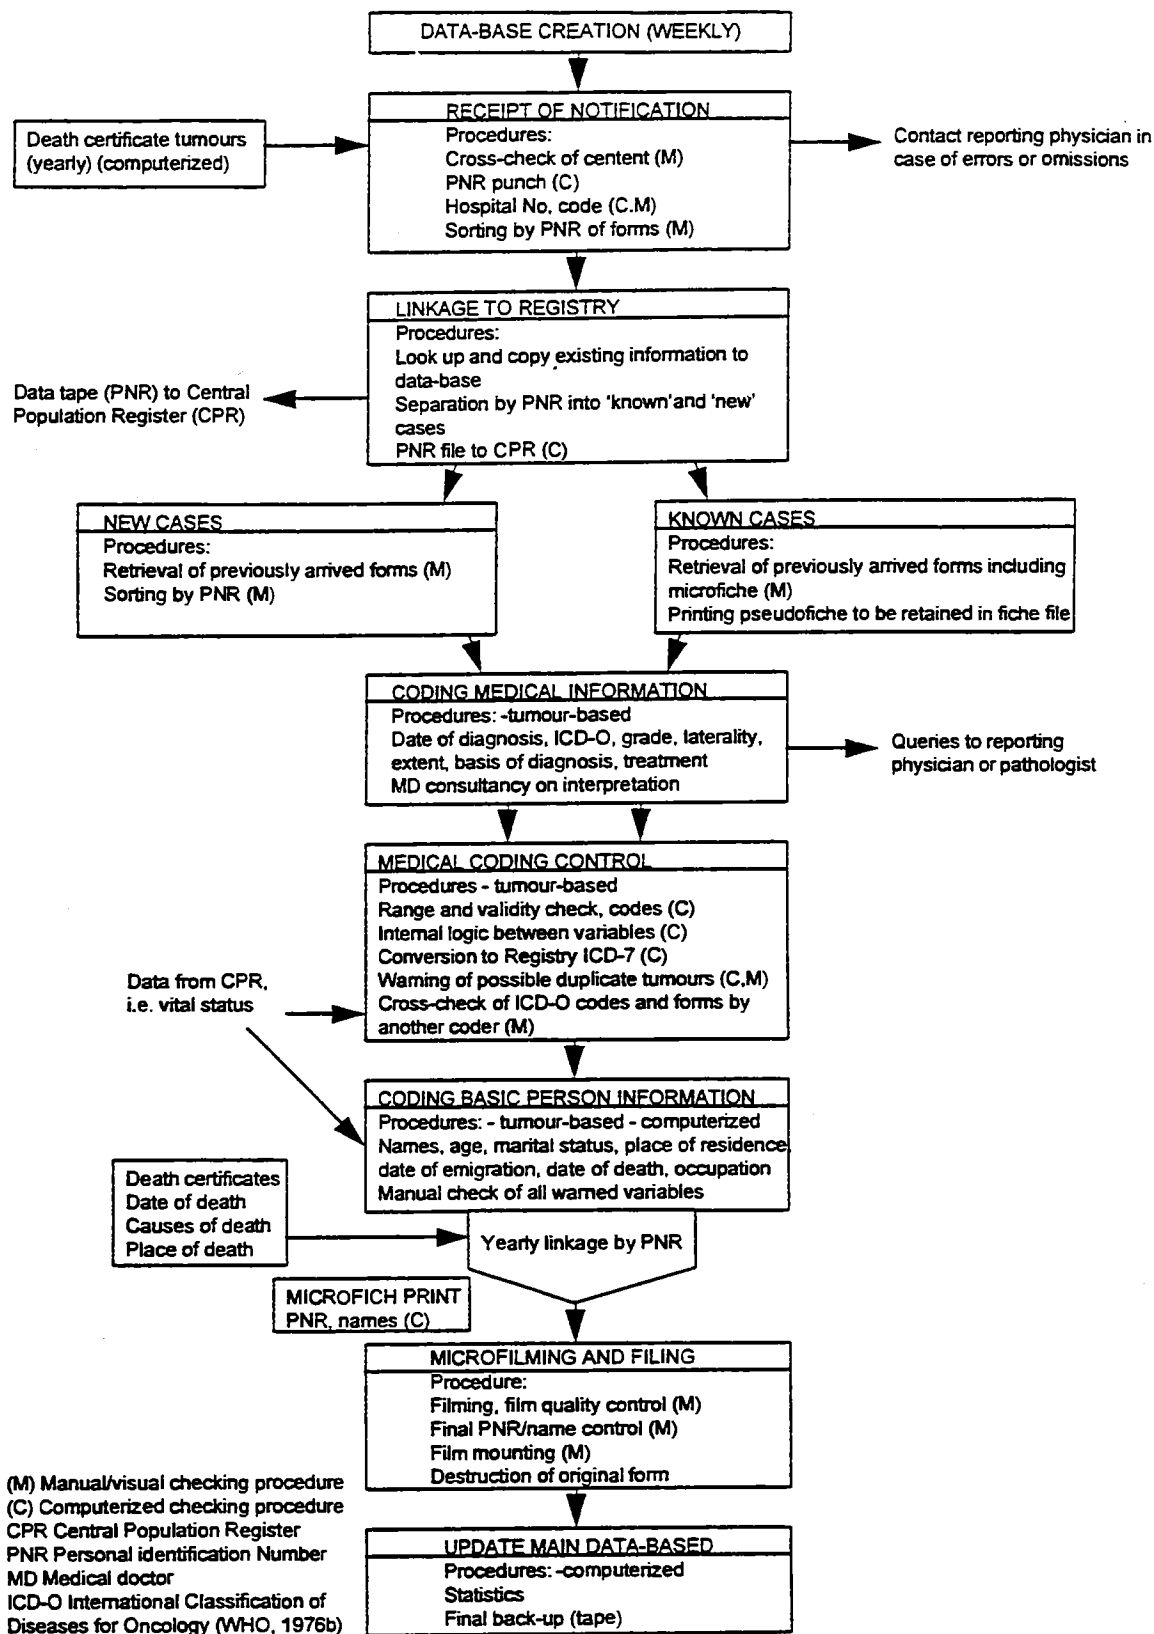 DATA-BASE CREATION (WEEKLY)
RECEIPT OF NOTIFICATION
Procedures:
Cross-check of centent (M)
PNR punch (C)
Hospital No, code (C.M)
Sorting by PNR of forms (M)
Death certificate tumours
(yearly) (computerized)
Contact reporting physician in
case of errors or omissions
LINKAGE TO REGISTRY
Procedures:
Look up and copy existing information to
data-base
Separation by PNR into 'known'and 'new'
cases
PNR file to CPR (C)
Data tape (PNR) to Central
Population Register (CPR)
NEW CASES
Procedures:
Retrieval of previously arrived forms (M)
Sorting by PNR (M)
KNOWN CASES
Procedures:
Retrieval of previously arrived forms including
microfiche (M)
Printing pseudofiche to be retained in fiche file
CODING MEDICAL INFORMATION
Procedures: -tumour-based
Date of diagnosis, ICD-O, grade, laterality,
extent, basis of diagnosis, treatment
MD consultancy on interpretation
Queries to reporting
physician or pathologist
MEDICAL CODING CONTROL
Procedures - tumour-based
Range and validity check, codes (C)
Internal logic between variables (C)
Conversion to Registry ICD-7 (C)
Warning of possible duplicate tumours (C,M)
Cross-check of ICD-O codes and forms by
another coder (M)
Data from CPR,
i.e. vital status
CODING BASIC PERSON INFORMATION
Procedures: - tumour-based - computerized
Names, age, marital status, place of residence,
date of emigration, date of death, occupation
Manual check of all warned variables
Death certificates
Date of death
Causes of death
Place of death
Yearly linkage by PNR
MICROFICH PRINT
PNR, names (C)
MICROFILMING AND FILING
Procedure:
Filming, film quality control (M)
Final PNR/name control (M)
Film mounting (M)
Destruction of original form
UPDATE MAIN DATA-BASED
Procedures: -computerized
Statistics
Final back-up (tape)
(M) Manual/visual checking procedure
(C) Computerized checking procedure
CPR Central Population Register
PNR Personal identification Number
MD Medical doctor
ICD-O International Classification of
Diseases for Oncology (WHO, 1976b)